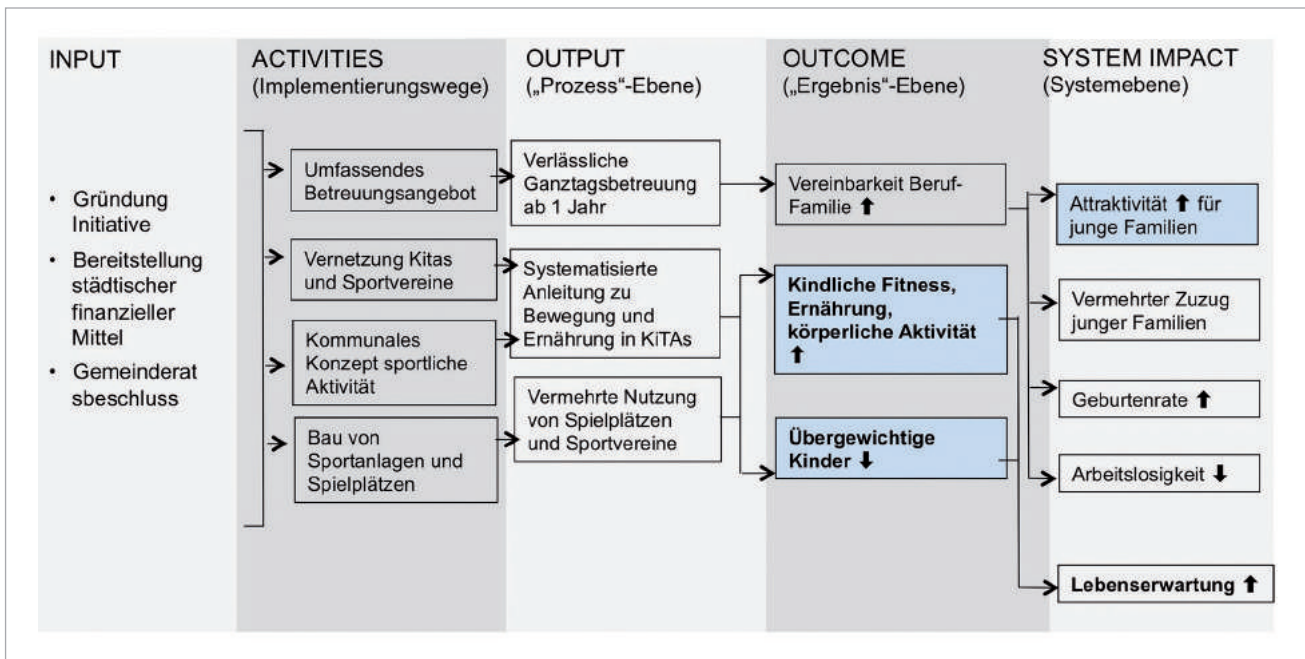 INPUT
• Gründung
Initiative
• Bereitstellung
städtischer
finanzieller
Mittel
• Gemeinderat
sbeschluss
ACTIVITIES
(Implementierungswege)
Umfassendes
Betreuungsangebot
Vernetzung Kitas
und Sportvereine
Kommunales
Konzept sportliche
Aktivität
Bau von
Sportanlagen und
Spielplätzen
OUTPUT
(„Prozess“-Ebene)
Verlässliche
Ganztagsbetreuung
ab 1 Jahr
Systematisierte
Anleitung zu
Bewegung und
Ernährung in KiTAs
Vermehrte Nutzung
von Spielplätzen
und Sportvereine
OUTCOME
(„Ergebnis“-Ebene)
Vereinbarkeit Beruf-
Familie ⬆
Kindliche Fitness,
Ernährung,
körperliche Aktivität
⬆
Übergewichtige
Kinder ⬇
SYSTEM IMPACT
(Systemebene)
Attraktivität ⬆ für
junge Familien
Vermehrter Zuzug
junger Familien
Geburtenrate ⬆
Arbeitslosigkeit ⬇
Lebenserwartung ⬆